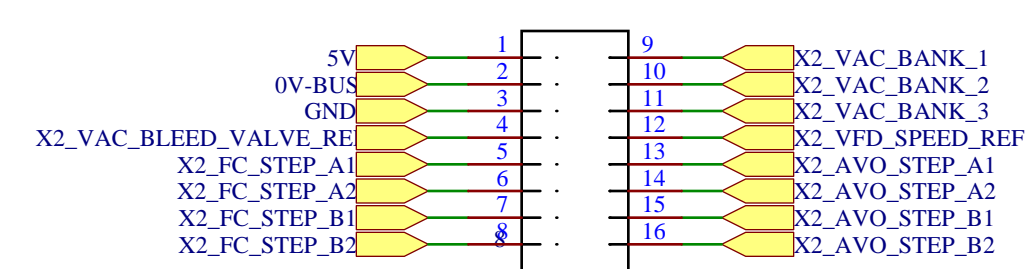 5V 1 9 X2_VAC_BANK_1
0V-BUS 2 10 X2_VAC_BANK_2
GND 3 11 X2_VAC_BANK_3
X2_VAC_BLEED_VALVE_RE 4 12 X2_VFD_SPEED_REF
X2_FC_STEP_A1 5 13 X2_AVO_STEP_A1
X2_FC_STEP_A2 6 14 X2_AVO_STEP_A2
X2_FC_STEP_B1 7 15 X2_AVO_STEP_B1
X2_FC_STEP_B2 8 16 X2_AVO_STEP_B2
8